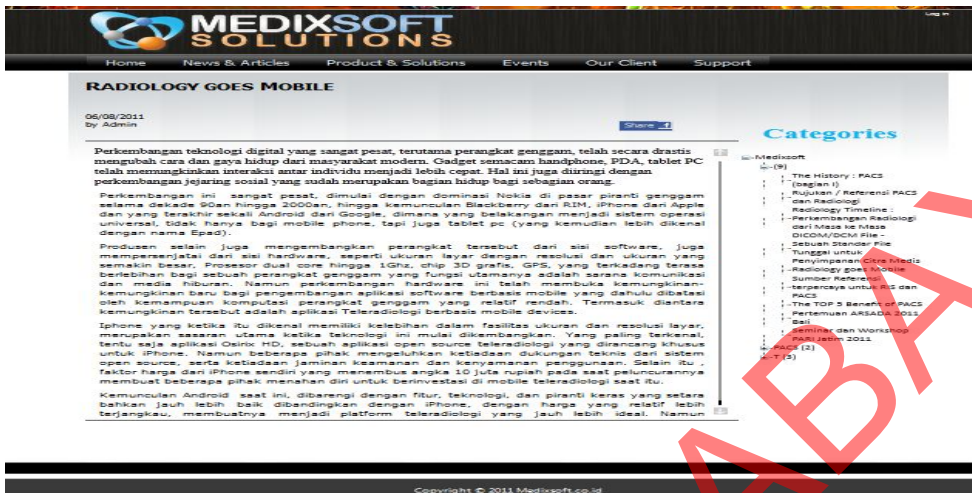 Log in
MEDIXSOFT
SOLUTIONS
Home News & Articles Product & Solutions Events Our Client Support
RADIOLOGY GOES MOBILE
06/08/2011
by Admin
Share
Perkembangan teknologi digital yang sangat pesat, terutama perangkat genggam, telah secara drastis
mengubah cara dan gaya hidup dari masyarakat modern. Gadget semacam handphone, PDA, tablet PC
telah memungkinkan interaksi antar individu menjadi lebih cepat. Hal ini juga diiringi dengan
perkembangan jejaring sosial yang sudah merupakan bagian hidup bagi sebagian orang.
Perkembangan ini sangat pesat, dimulai dengan dominasi Nokia di pasar piranti genggam
selama dekade 90an hingga 2000an, hingga kemunculan Blackberry dari RIM, iPhone dari Apple
dan yang terakhir sekali Android dari Google, dimana yang belakangan menjadi sistem operasi
universal, tidak hanya bagi mobile phone, tapi juga tablet pc (yang kemudian lebih dikenal
dengan nama Epad).
Produsen selain juga mengembangkan perangkat tersebut dari sisi software, juga
mempersenjatai dari sisi hardware, seperti ukuran layar dengan resolusi dan ukuran yang
semakin besar, Prosesor dual core hingga 1Ghz, chip 3D grafis, GPS, yang terkadang terasa
berlebihan bagi sebuah perangkat genggam yang fungsi utamanya adalah sarana komunikasi
dan media hiburan. Namun perkembangan hardware ini telah membuka kemungkinan-
kemungkinan baru bagi pengembangan aplikasi software berbasis mobile yang dahulu dibatasi
oleh kemampuan komputasi perangkat genggam yang relatif rendah. Termasuk diantara
kemungkinan tersebut adalah aplikasi Teleradiologi berbasis mobile devices.
Iphone yang ketika itu dikenal memiliki kelebihan dalam fasilitas ukuran dan resolusi layar,
merupakan sasaran utama ketika teknologi ini mulai dikembangkan. Yang paling terkenal,
tentu saja aplikasi Osirix HD, sebuah aplikasi open source teleradiologi yang dirancang khusus
untuk iPhone. Namun beberapa pihak mengeluhkan ketiadaan dukungan teknis dari sistem
open source, serta ketiadaan jaminan keamanan dan kenyamanan penggunaan. Selain itu ,
faktor harga dari iPhone sendiri yang menembus angka 10 juta rupiah pada saat peluncurannya
membuat beberapa pihak menahan diri untuk berinvestasi di mobile teleradiologi saat itu.
Kemunculan Android saat ini, dibarengi dengan fitur, teknologi, dan piranti keras yang setara
bahkan jauh lebih baik dibandingkan dengan iPhone, dengan harga yang relatif lebih
terjangkau, membuatnya menjadi platform teleradiologi yang jauh lebih ideal. Namun
Categories
Medixsoft
(9)
The History : PACS
(bagian I)
Rujukan / Referensi PACS
dan Radiologi
Radiology Timeline :
Perkembangan Radiologi
dari Masa ke Masa
DICOM/DCM File -
Sebuah Standar File
Tunggal untuk
Penyimpanan Citra Medis
Radiology goes Mobile
Sumber Referensi
terpercaya untuk RIS dan
PACS
The TOP 5 Benefit of PACS
Pertemuan ARSADA 2011
Bali
Seminar dan Workshop
PARI Jatim 2011
PACS (2)
T (3)
Copyright © 2011 Medixsoft.co.id
ABA